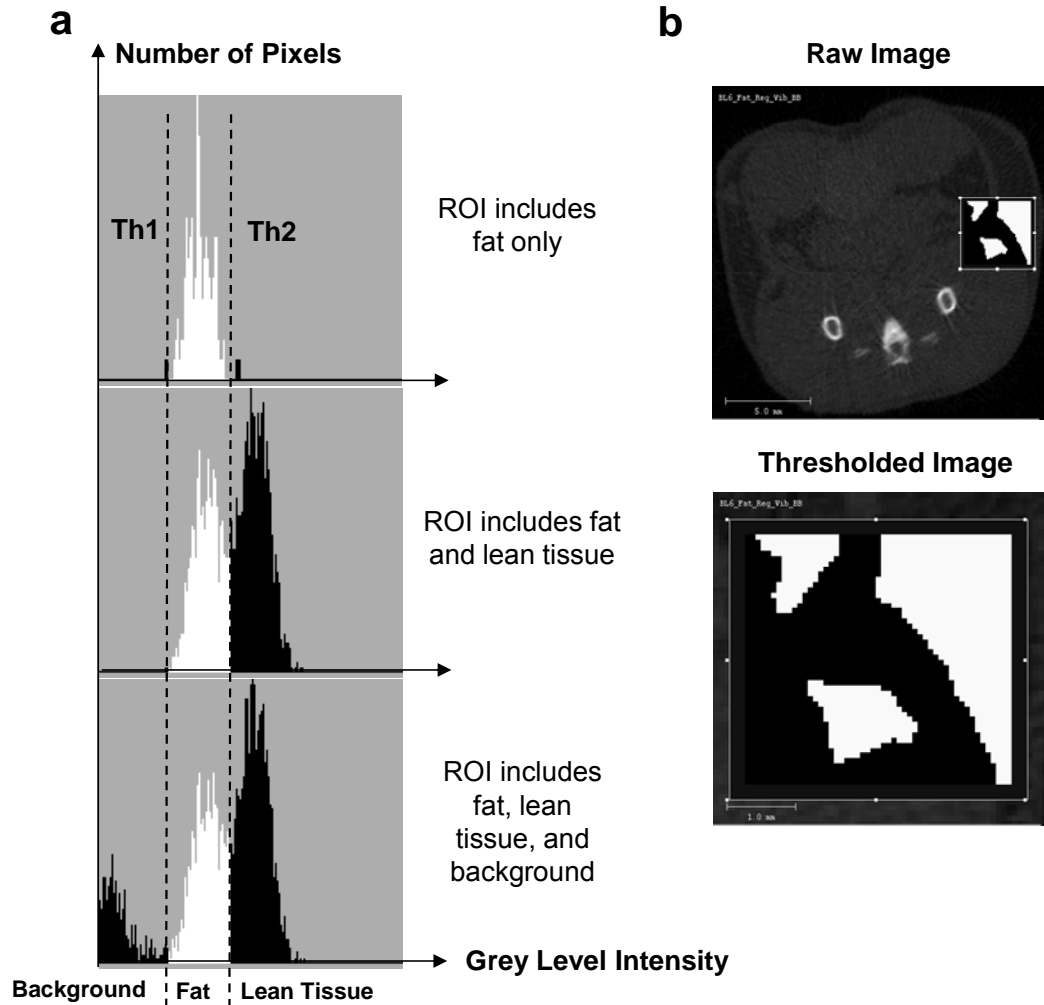 a
Number of Pixels
Th1
Th2
ROI includes
fat only
ROI includes fat
and lean tissue
ROI includes
fat, lean
tissue, and
background
Grey Level Intensity
Background
Fat
Lean Tissue
b
Raw Image
BL6_Fat_Reg_Vib_BB
5.0 mm
Thresholded Image
BL6_Fat_Reg_Vib_BB
1.0 mm